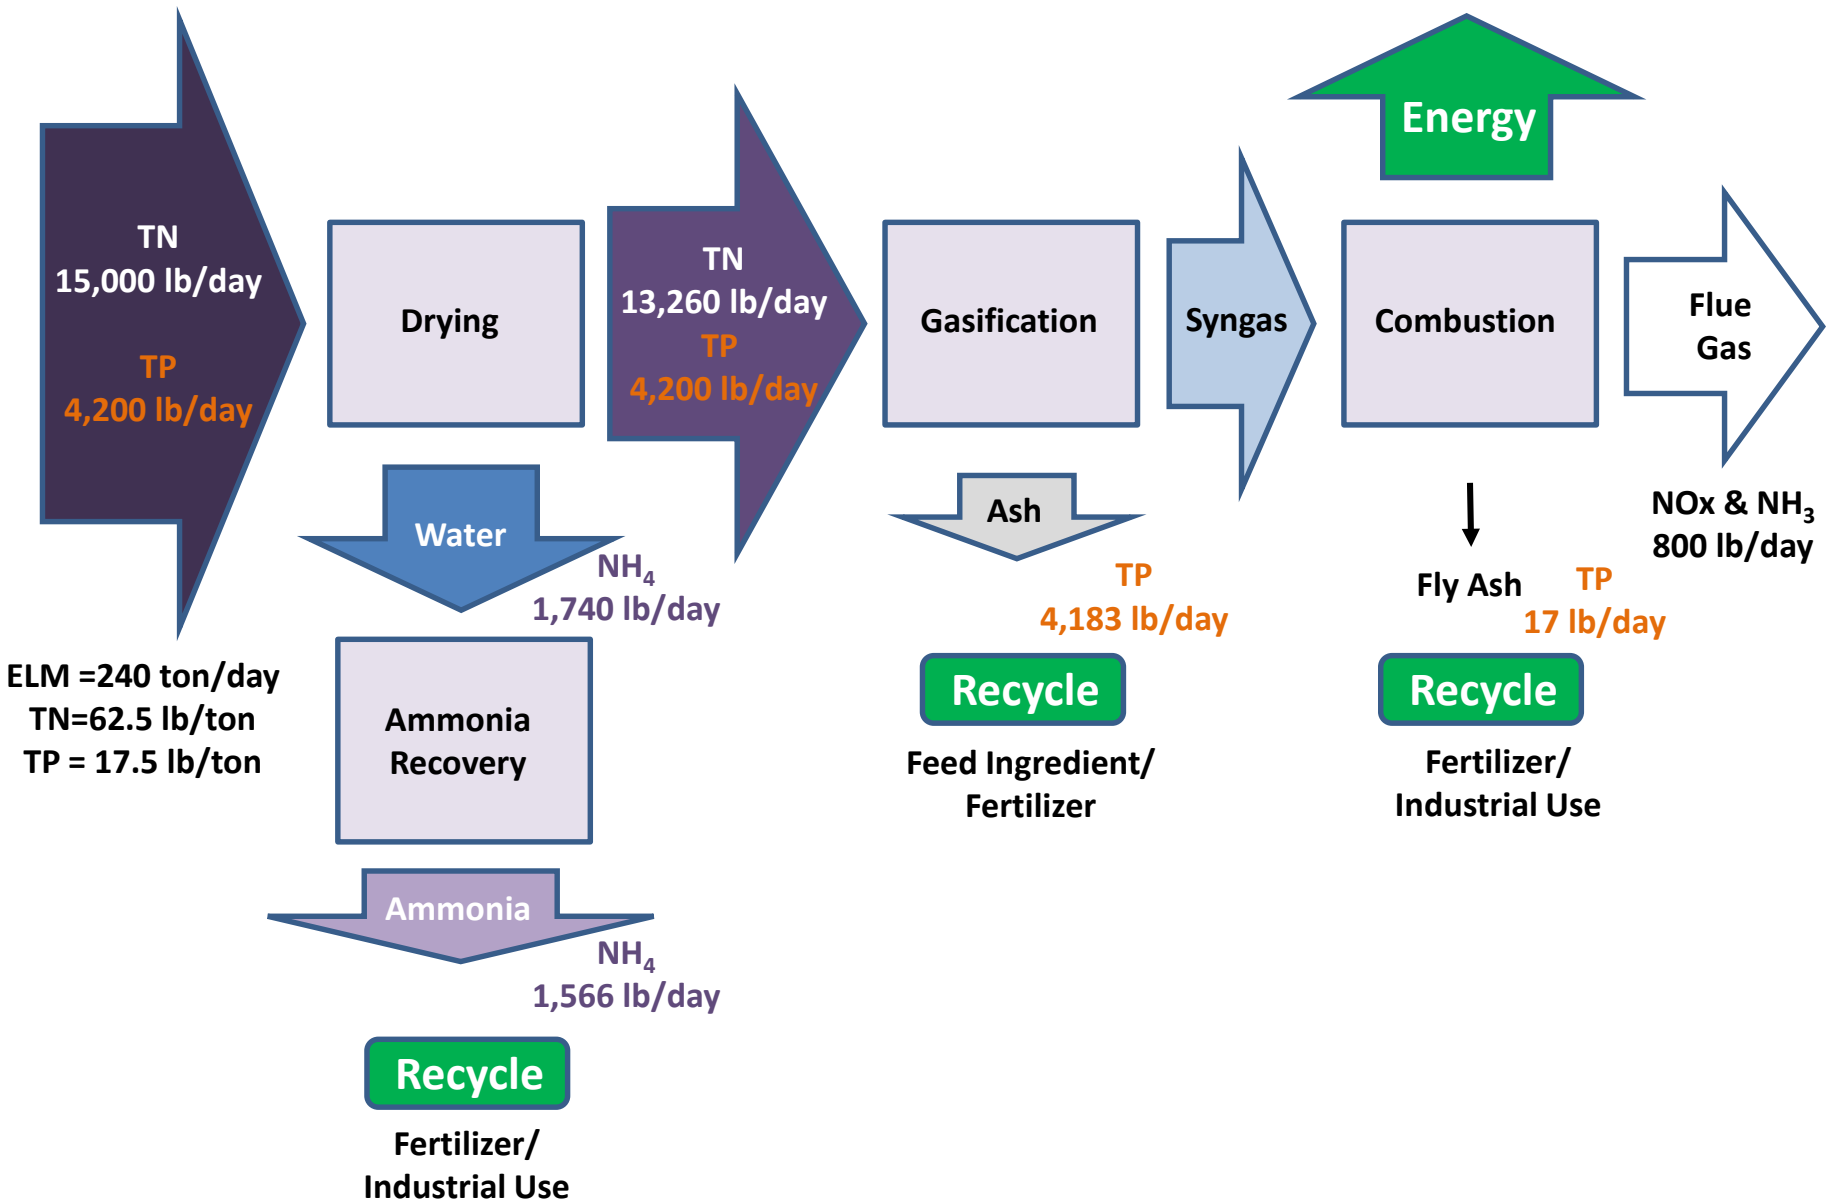 TN
15,000 lb/day
TP
4,200 lb/day
ELM =240 ton/day
TN=62.5 lb/ton
TP = 17.5 lb/ton
Drying
Water
NH₄
1,740 lb/day
Ammonia
Recovery
Ammonia
NH₄
1,566 lb/day
Recycle
Fertilizer/
Industrial Use
TN
13,260 lb/day
TP
4,200 lb/day
Gasification
Ash
TP
4,183 lb/day
Recycle
Feed Ingredient/
Fertilizer
Syngas
Energy
Combustion
Fly Ash
TP
17 lb/day
Recycle
Fertilizer/
Industrial Use
Flue
Gas
NOx & NH₃
800 lb/day